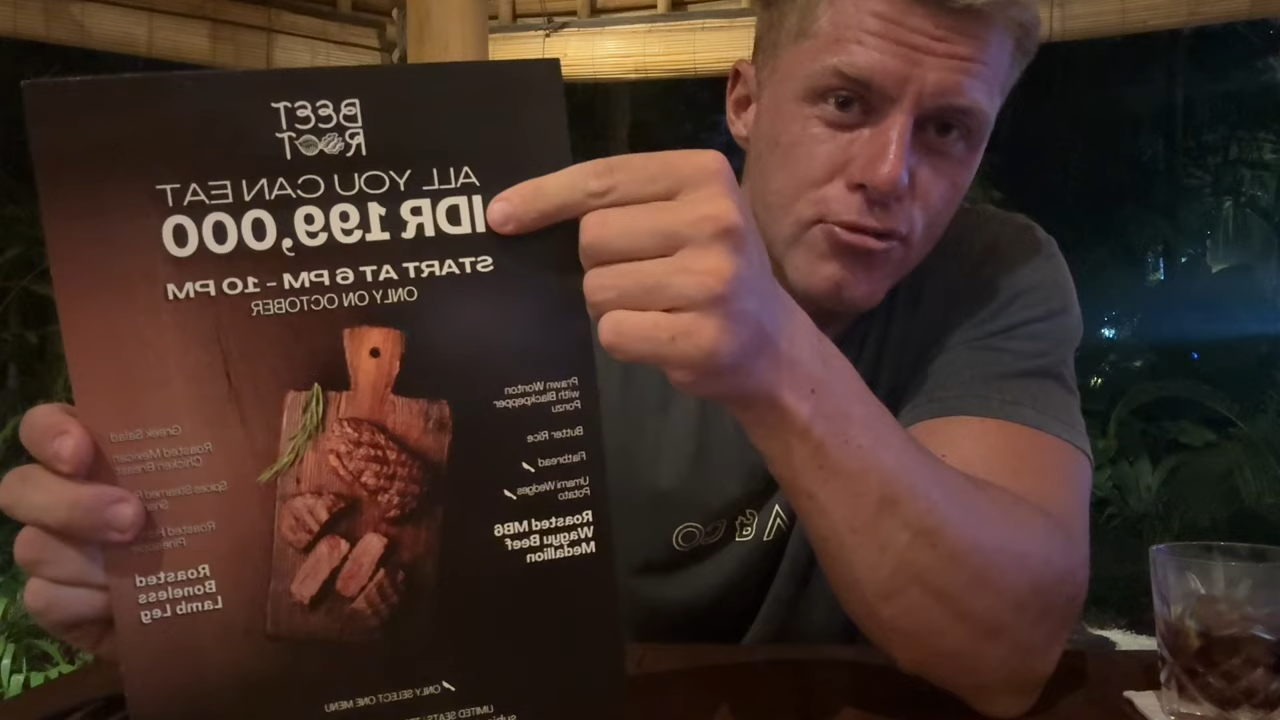 BEET
ROOT
ALL YOU CAN EAT
IDR 199,000
START AT 6 PM - 10 PM
ONLY ON OCTOBER
Prawn Wonton
with Blackpepper
Ponzu
Butter Rice
Flatbread
Umami Wedges
Potato
Roasted MB6
Wagyu Beef
Medallion
Greek Salad
Roasted Mexican
Chicken Breast
Spices Steamed
Roasted
Pineapple
Roasted
Boneless
Lamb Leg
ONLY SELECT ONE MENU
LIMITED SEATS
& CO